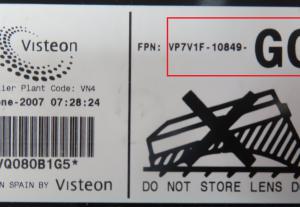 Visteon
FPN: VP7V1F-10849-
lier Plant Code: VN4
ne-2007 07:28:24
VQ080B1G5*
N SPAIN BY Visteon
DO NOT STORE LENS D